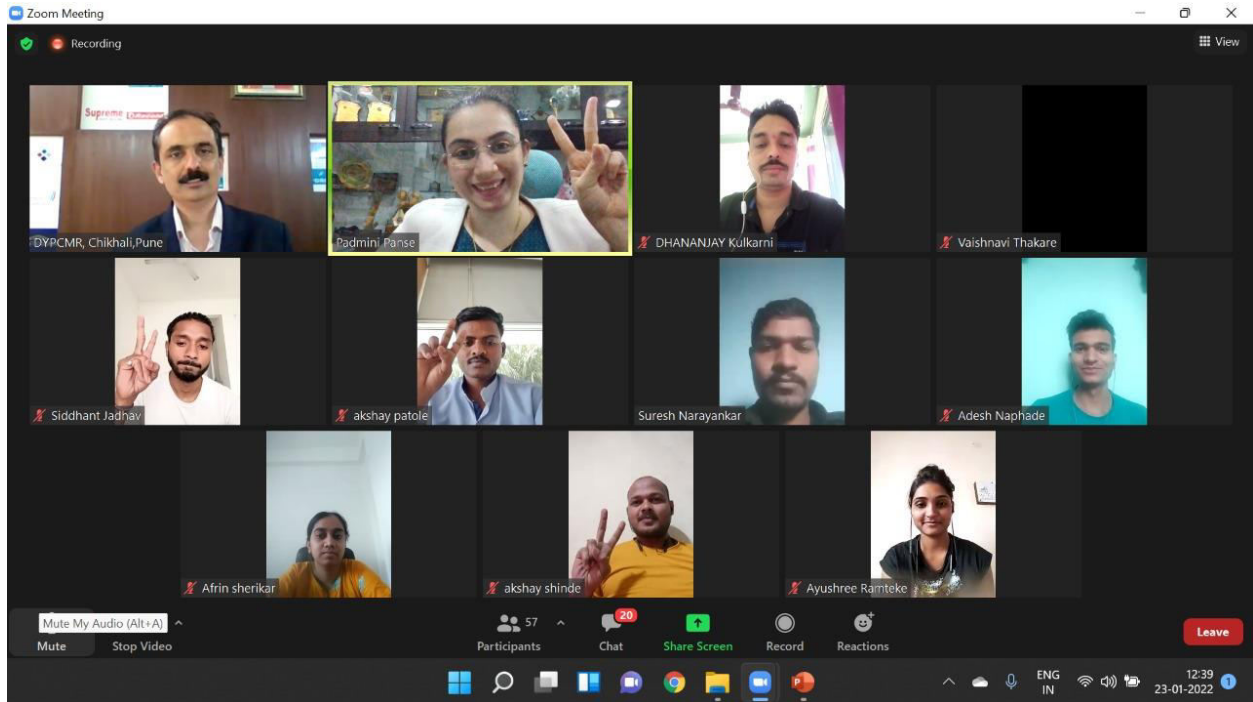 Zoom Meeting
Recording
View
Supreme
DYPCMR, Chikhali,Pune
Padmini Panse
DHANANJAY Kulkarni
Vaishnavi Thakare
Siddhant Jadhav
akshay patole
Suresh Narayankar
Adesh Naphade
Afrin sherikar
akshay shinde
Ayushree Ramteke
Mute My Audio (Alt+A)
57
20
Mute
Stop Video
Participants
Chat
Share Screen
Record
Reactions
Leave
ENG
IN
12:39
23-01-2022
1